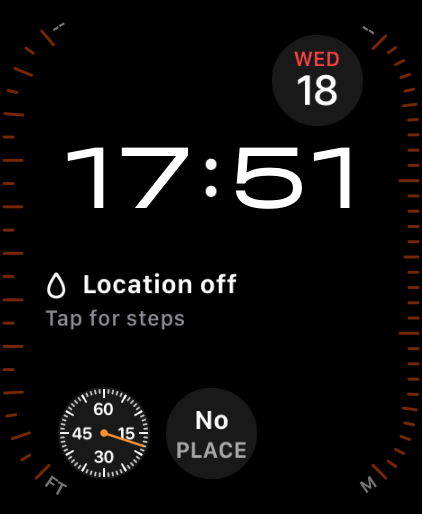 --
--
WED
18
17:51
Location off
Tap for steps
60
45
15
30
No
PLACE
FT
M